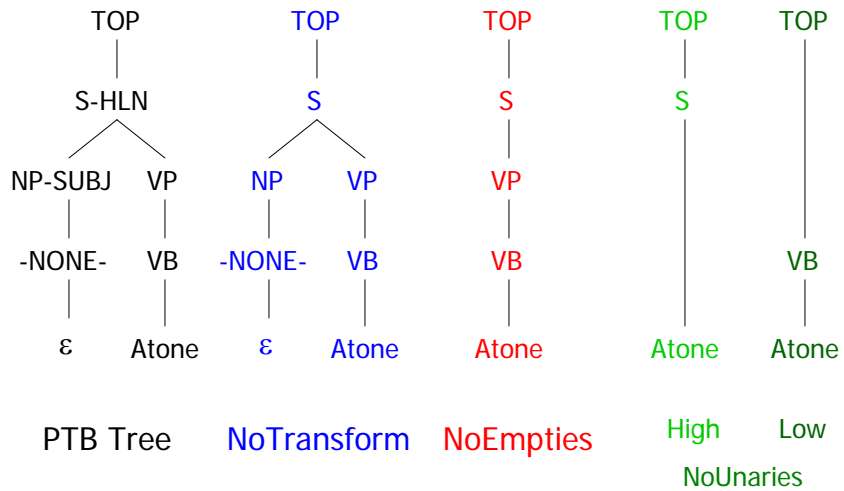 TOP TOP TOP TOP TOP
S-HLN S S S
NP-SUBJ VP NP VP VP
-NONE- VB -NONE- VB VB VB
ε Atone ε Atone Atone Atone Atone
PTB Tree NoTransform NoEmpties High Low
NoUnaries